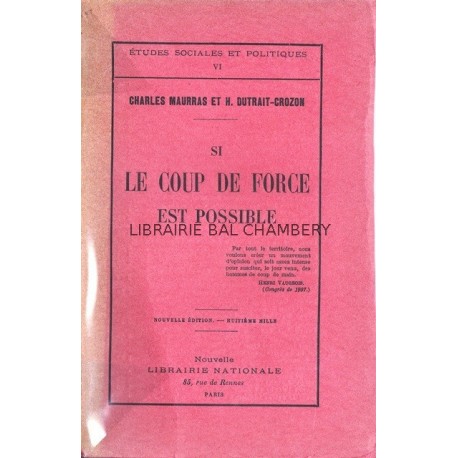 ÉTUDES SOCIALES ET POLITIQUES
VI
CHARLES MAURRAS ET H. DUTRAIT-CROZON
SI
LE COUP DE FORCE
EST POSSIBLE
LIBRAIRIE BAL CHAMBERY
Par tout le territoire, nous
voulons créer un mouvement
d'opinion qui soit assez intense
pour susciter, le jour venu, des
hommes de coup de main.
HENRI VAUGEOIS.
(Congrès de 1907.)
NOUVELLE ÉDITION. — HUITIÈME MILLE
Nouvelle
LIBRAIRIE NATIONALE
85, rue de Rennes
PARIS